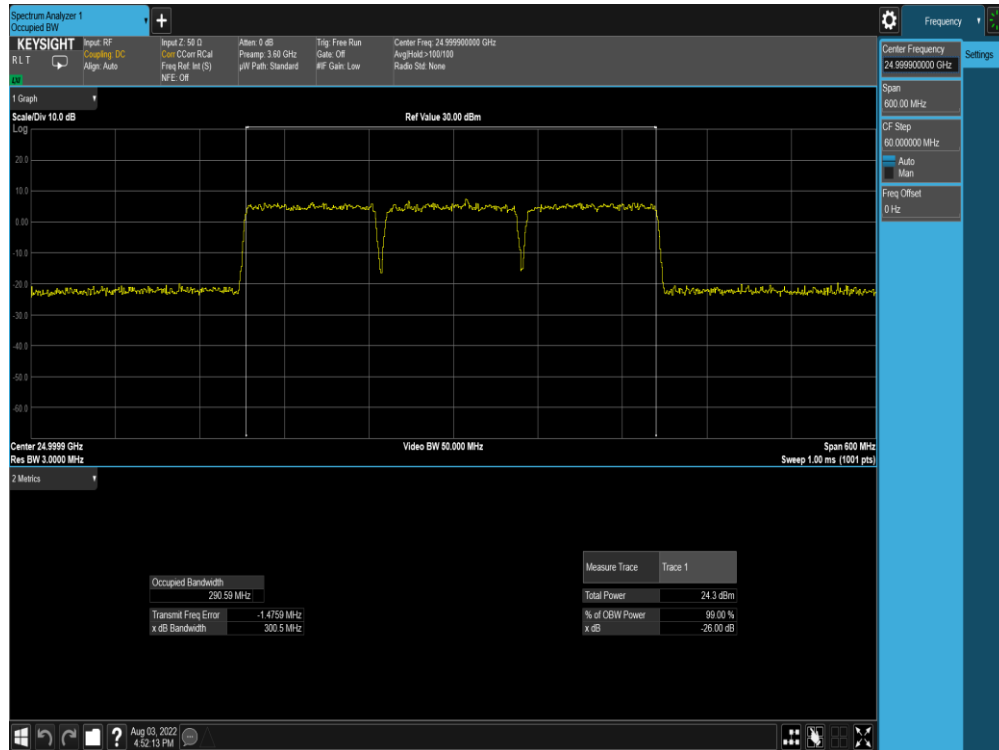 Spectrum Analyzer 1
Occupied BW
+
Frequency
KEYSIGHT
R L T
LM
Input: RF
Coupling: DC
Align: Auto
Input Z: 50 Ω
Corr CCorr RCal
Freq Ref: Int (S)
NFE: Off
Atten: 0 dB
Preamp: 3.60 GHz
µW Path: Standard
Trig: Free Run
Gate: Off
#IF Gain: Low
Center Freq: 24.999900000 GHz
Avg|Hold:>100/100
Radio Std: None
Center Frequency
24.999900000 GHz
Settings
Span
600.00 MHz
CF Step
60.000000 MHz
Auto
Man
Freq Offset
0 Hz
1 Graph
Scale/Div 10.0 dB
Ref Value 30.00 dBm
Log
20.0
10.0
0.00
-10.0
-20.0
-30.0
-40.0
-50.0
-60.0
Center 24.9999 GHz
Video BW 50.000 MHz
Span 600 MHz
Res BW 3.0000 MHz
Sweep 1.00 ms (1001 pts)
2 Metrics
Occupied Bandwidth
290.59 MHz
Transmit Freq Error -1.4759 MHz
x dB Bandwidth 300.5 MHz
Measure Trace Trace 1
Total Power 24.3 dBm
% of OBW Power 99.00 %
x dB -26.00 dB
?
Aug 03, 2022
4:52:13 PM